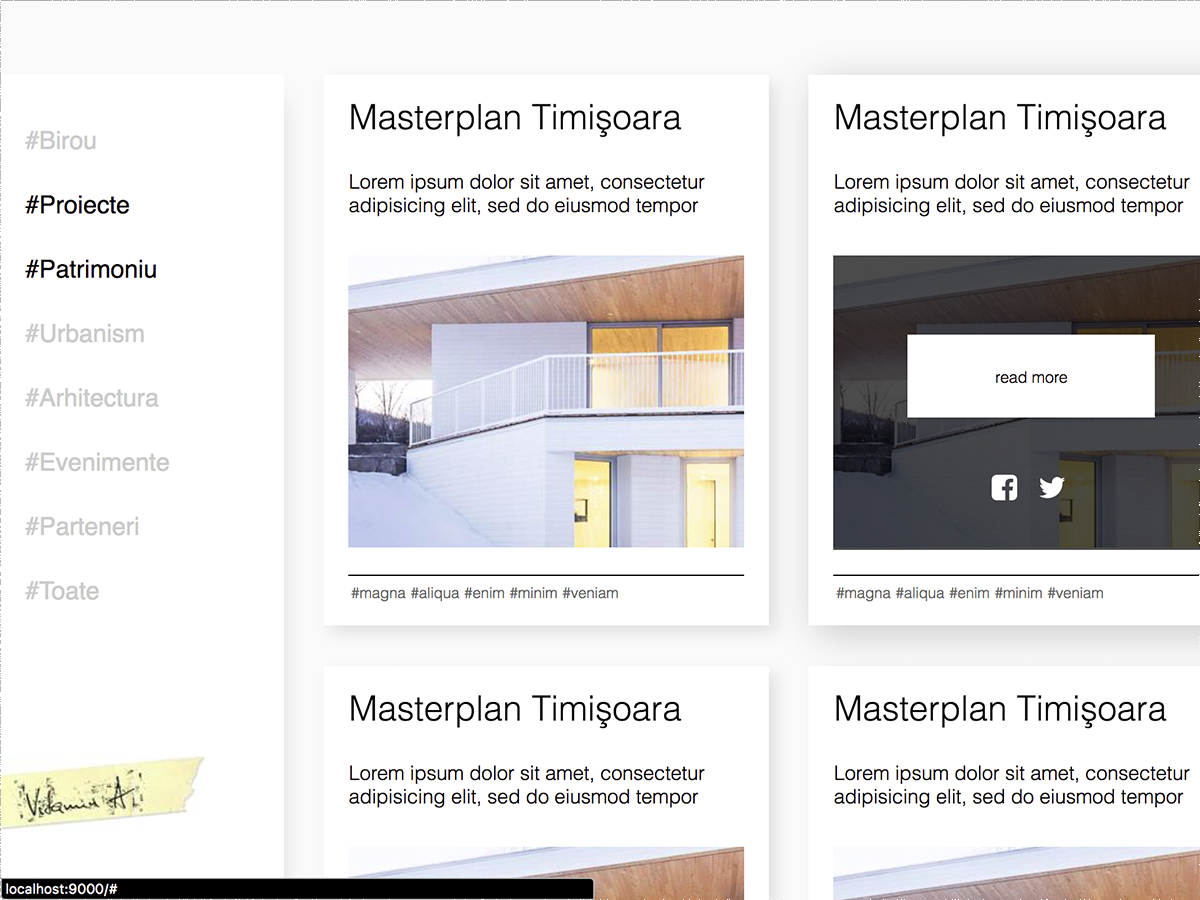 #Birou
#Proiecte
#Patrimoniu
#Urbanism
#Arhitectura
#Evenimente
#Parteneri
#Toate
Vitamin A.
localhost:9000/#
Masterplan Timişoara
Lorem ipsum dolor sit amet, consectetur
adipisicing elit, sed do eiusmod tempor
#magna #aliqua #enim #minim #veniam
Masterplan Timişoara
Lorem ipsum dolor sit amet, consectetur
adipisicing elit, sed do eiusmod tempor
read more
#magna #aliqua #enim #minim #veniam
Masterplan Timişoara
Lorem ipsum dolor sit amet, consectetur
adipisicing elit, sed do eiusmod tempor
Masterplan Timişoara
Lorem ipsum dolor sit amet, consectetur
adipisicing elit, sed do eiusmod tempor